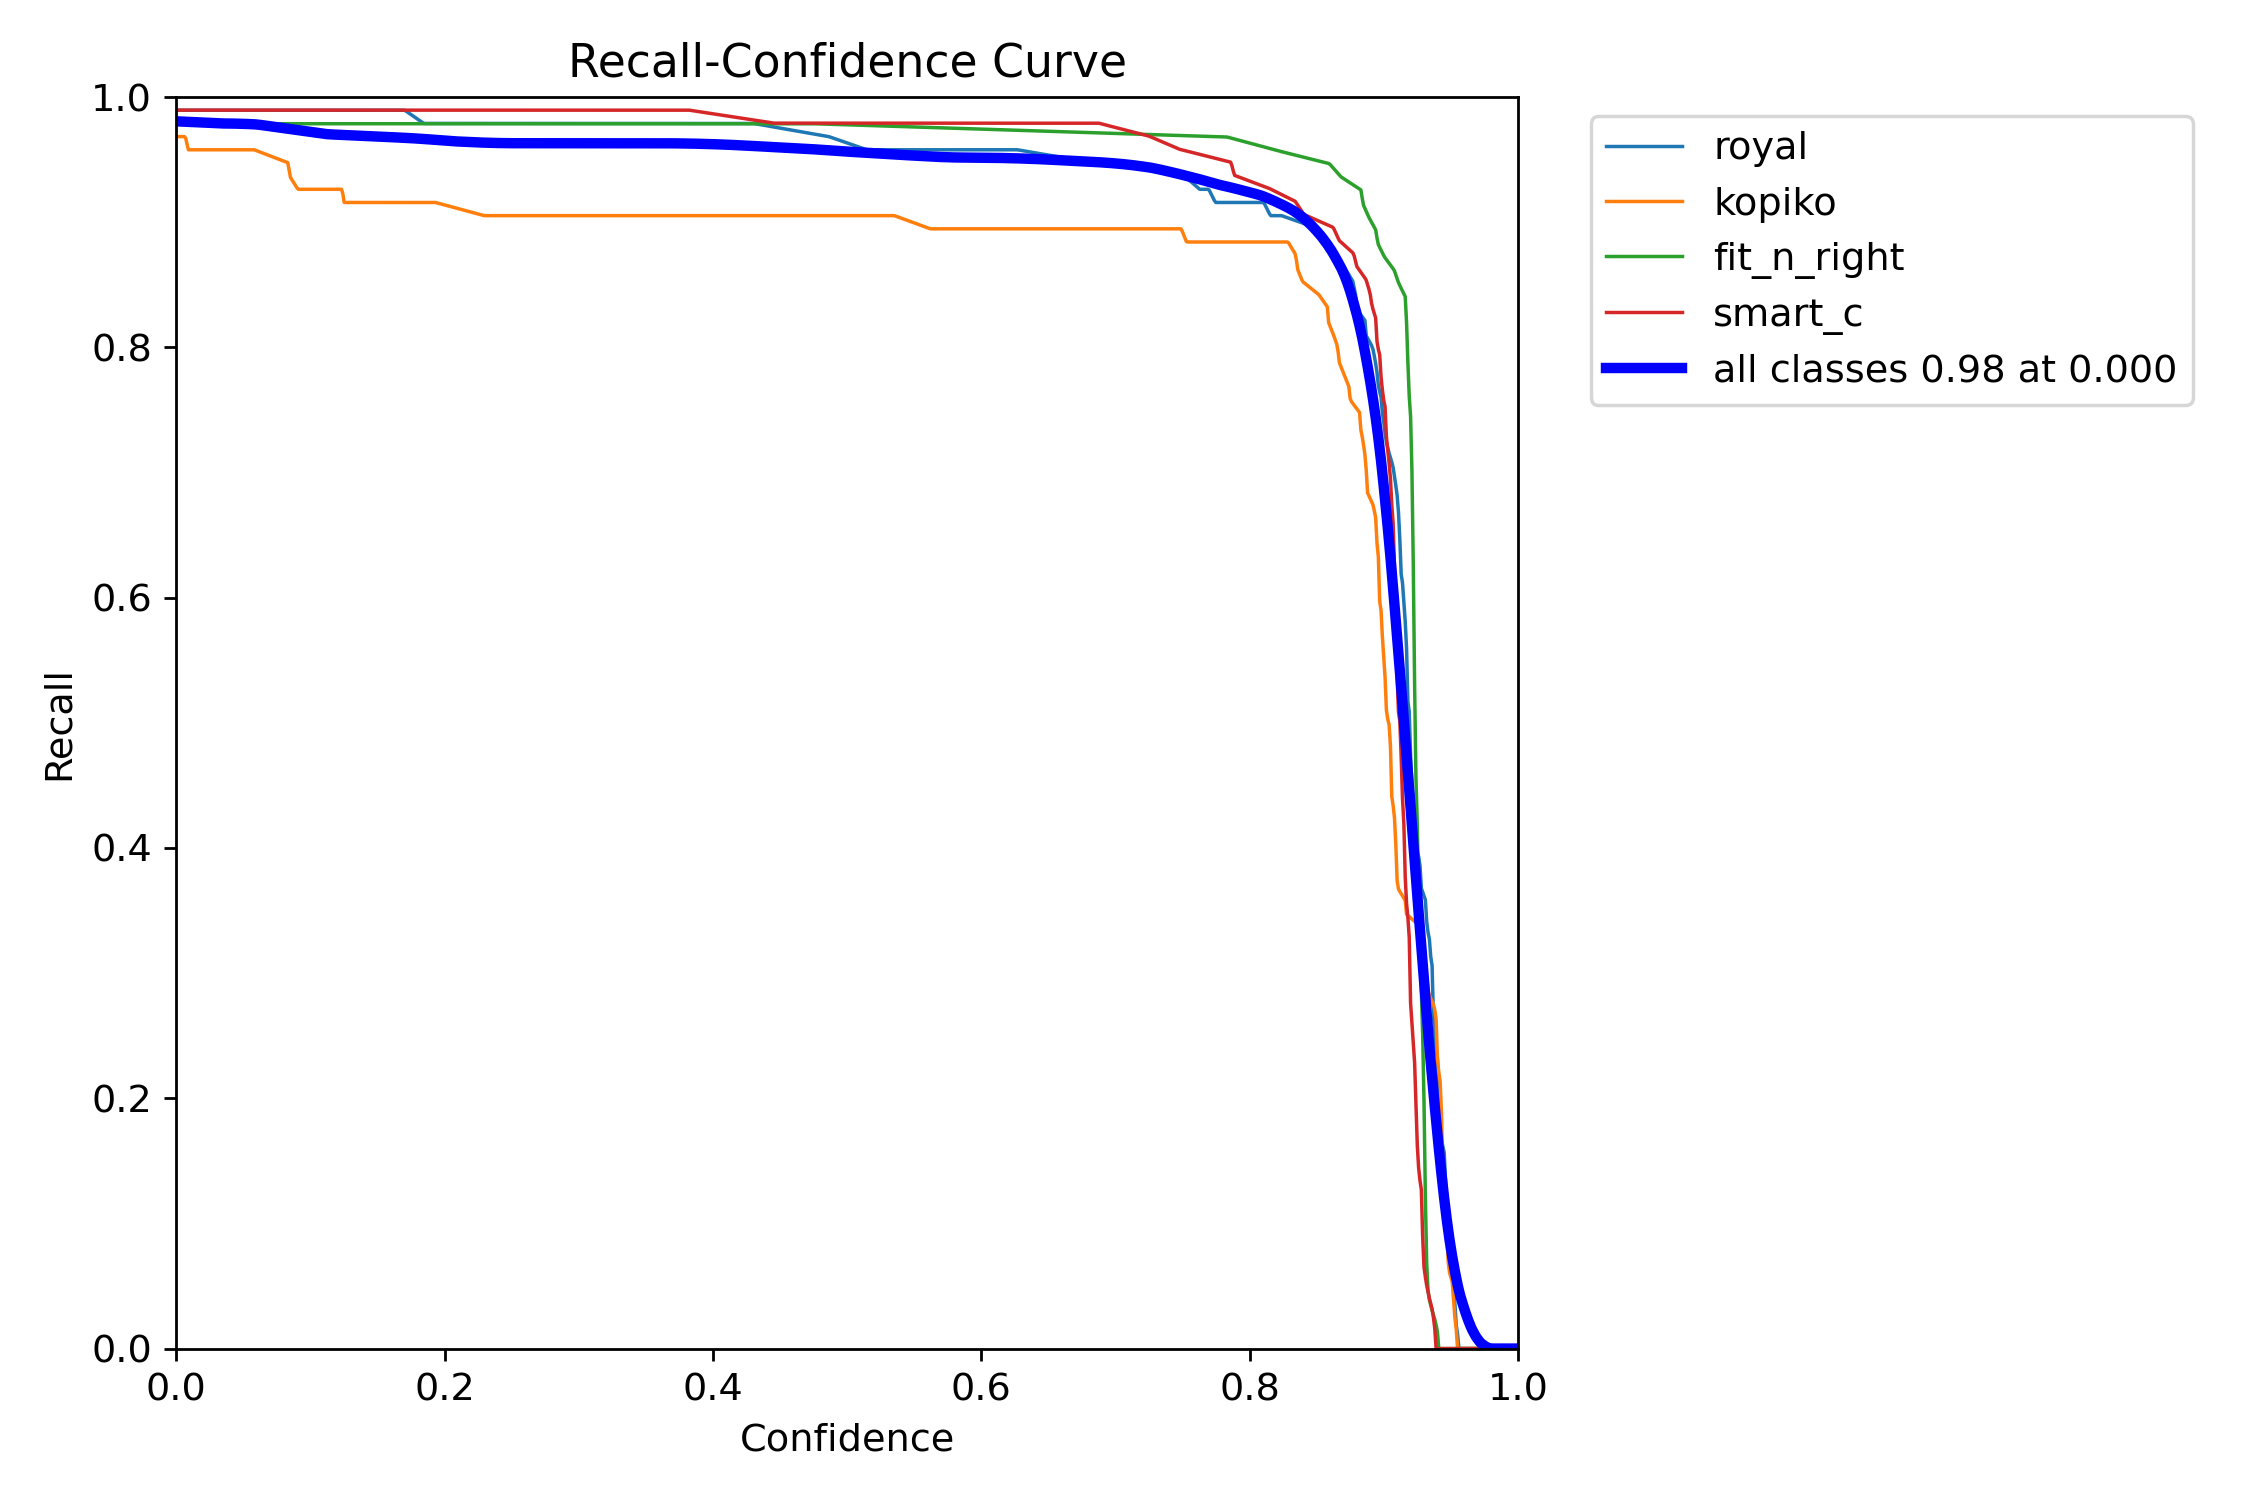 Recall-Confidence Curve
1.0
0.8
0.6
0.4
0.2
0.0
Recall
0.0 0.2 0.4 0.6 0.8 1.0
Confidence
royal
kopiko
fit_n_right
smart_c
all classes 0.98 at 0.000